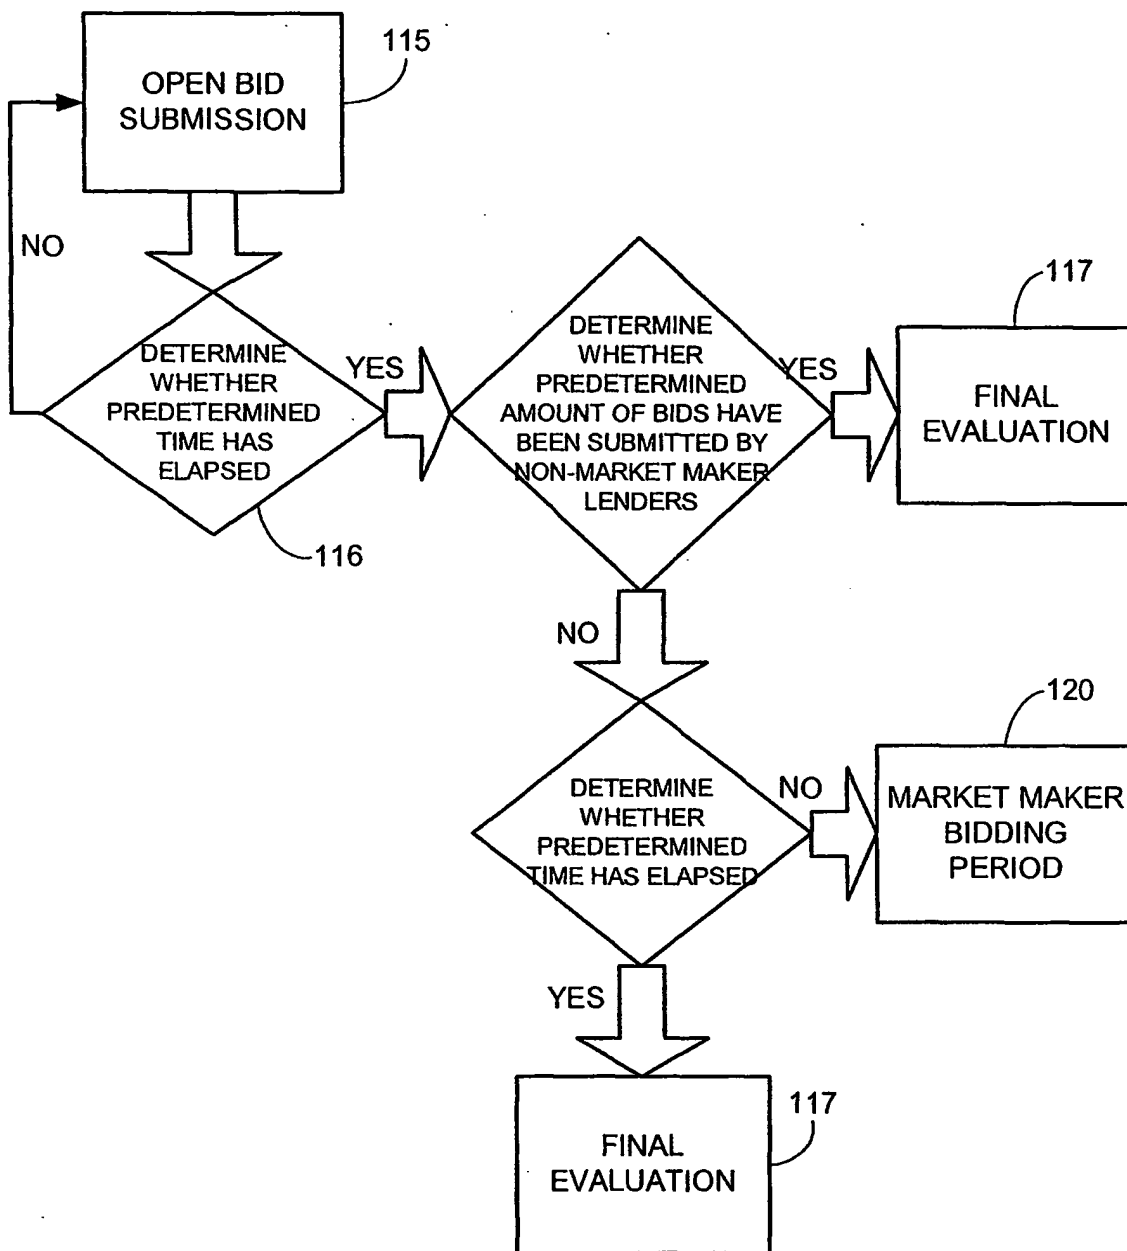 115
OPEN BID
SUBMISSION
NO
117
DETERMINE
WHETHER
PREDETERMINED
TIME HAS
ELAPSED
YES
DETERMINE
WHETHER
PREDETERMINED
AMOUNT OF BIDS HAVE
BEEN SUBMITTED BY
NON-MARKET MAKER
LENDERS
YES
FINAL
EVALUATION
116
NO
120
DETERMINE
WHETHER
PREDETERMINED
TIME HAS ELAPSED
NO
MARKET MAKER
BIDDING
PERIOD
YES
117
FINAL
EVALUATION